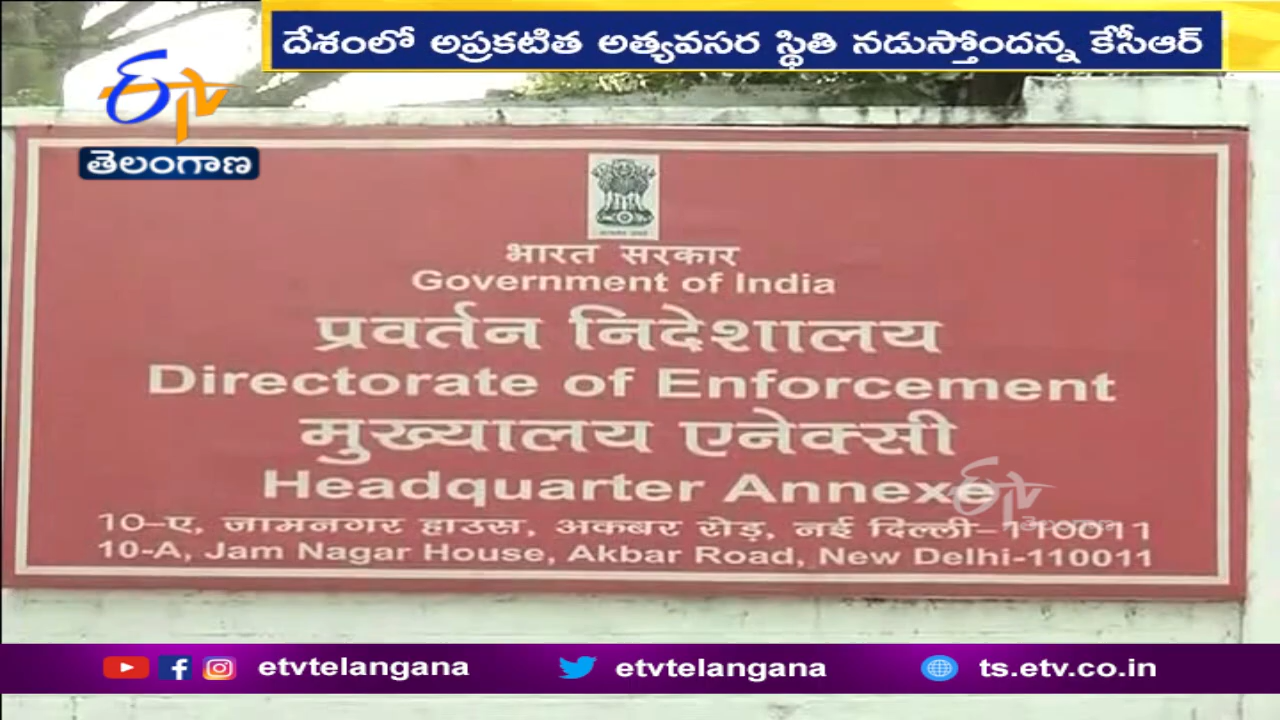 దేశంలో అప్రకటిత అత్యవసర స్థితి నడుస్తోందన్న కేసీఆర్
ETV
తెలంగాణ
भारत सरकार
Government of India
प्रवर्तन निदेशालय
Directorate of Enforcement
मुख्यालय एनेक्सी
Headquarter Annexe
10-ए, जामनगर हाउस, अकबर रोड़, नई दिल्ली-110011
10-A, Jam Nagar House, Akbar Road, New Delhi-110011
etvtelangana etvtelangana ts.etv.co.in